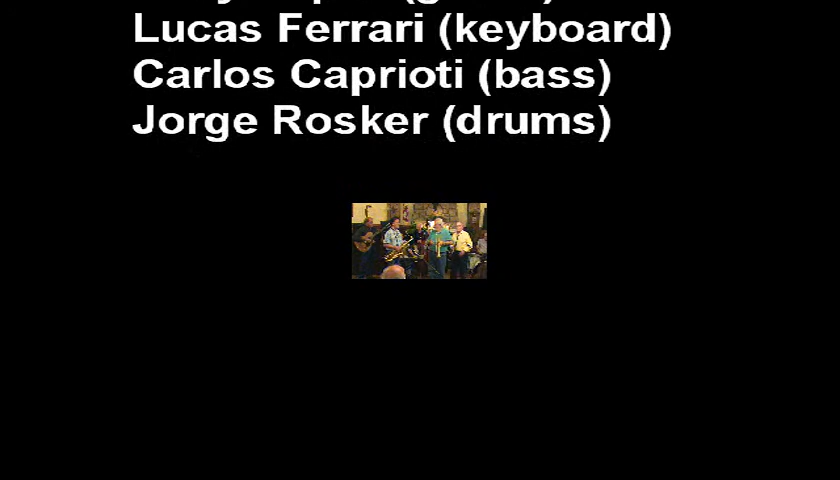 Lucas Ferrari (keyboard)
Carlos Caprioti (bass)
Jorge Rosker (drums)